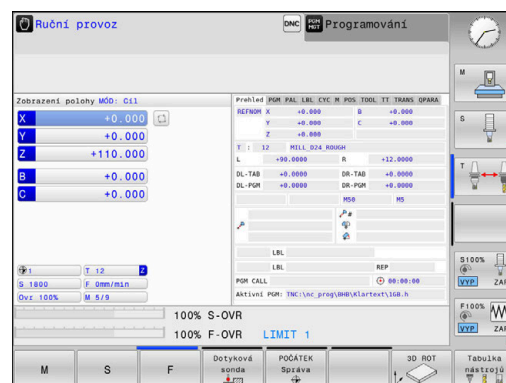 Ruční provoz
DNC
PGM MGT
Programování
Zobrazení polohy MÓD: Cíl
X +0.000
Y +0.000
Z +110.000
B +0.000
C +0.000
1 T 12 Z
S 1800 F 0mm/min
Ovr 100% M 5/9
Přehled PGM PAL LBL CYC M POS TOOL TT TRANS QPARA
REFNOM X +0.000 B +0.000
Y +0.000 C +0.000
Z +0.000
T : 12 MILL_D24_ROUGH
L +90.0000 R +12.0000
DL-TAB +0.0000 DR-TAB +0.0000
DL-PGM +0.0000 DR-PGM +0.0000
M50 M5
P#
LBL
LBL REP
PGM CALL 00:00:00
Aktivní PGM: TNC:\nc_prog\BHB\Klartext\1GB.h
100% S-OVR
100% F-OVR LIMIT 1
M
S
T
S100%
VYP ZAP
F100%
VYP ZAP
M
S
F
Dotyková sonda
POČÁTEK Správa
3D ROT
Tabulka nástrojů